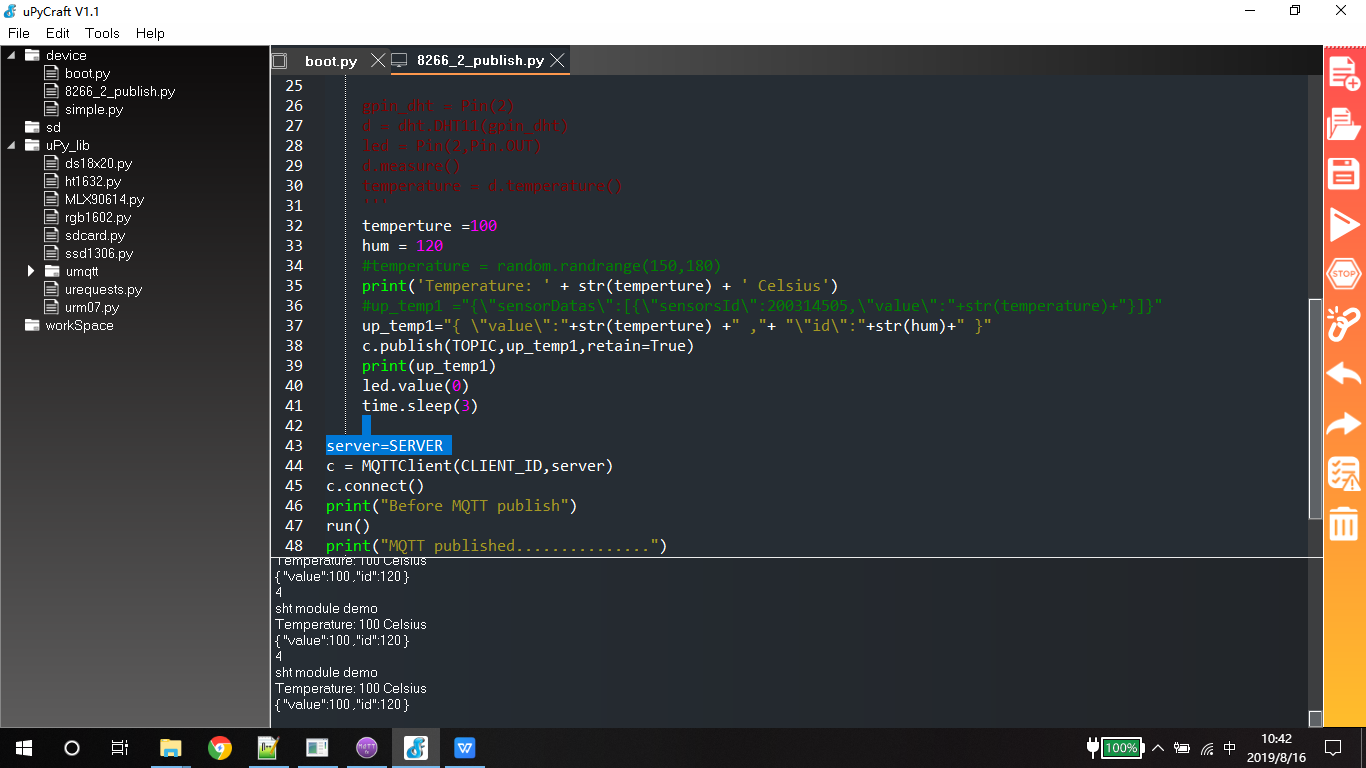 uPyCraft V1.1
File Edit Tools Help
device
boot.py
8266_2_publish.py
simple.py
sd
uPy_lib
ds18x20.py
ht1632.py
MLX90614.py
rgb1602.py
sdcard.py
ssd1306.py
umqtt
urequests.py
urm07.py
workSpace
boot.py 8266_2_publish.py
25
26 gpin_dht = Pin(2)
27 d = dht.DHT11(gpin_dht)
28 led = Pin(2,Pin.OUT)
29 d.measure()
30 temperature = d.temperature()
31 '''
32 temperture =100
33 hum = 120
34 #temperature = random.randrange(150,180)
35 print('Temperature: ' + str(temperture) + ' Celsius')
36 #up_temp1 ="{\"sensorDatas\":[{\"sensorsId\":200314505,\"value\":"+str(temperature)+"}]}"
37 up_temp1="{ \"value\":"+str(temperture) +" ,"+ "\"id\":"+str(hum)+" }"
38 c.publish(TOPIC,up_temp1,retain=True)
39 print(up_temp1)
40 led.value(0)
41 time.sleep(3)
42
43 server=SERVER
44 c = MQTTClient(CLIENT_ID,server)
45 c.connect()
46 print("Before MQTT publish")
47 run()
48 print("MQTT published...............")
Temperature: 100 Celsius
{ "value":100 ,"id":120 }
4
sht module demo
Temperature: 100 Celsius
{ "value":100 ,"id":120 }
4
sht module demo
Temperature: 100 Celsius
{ "value":100 ,"id":120 }
STOP
100% 中 10:42
2019/8/16